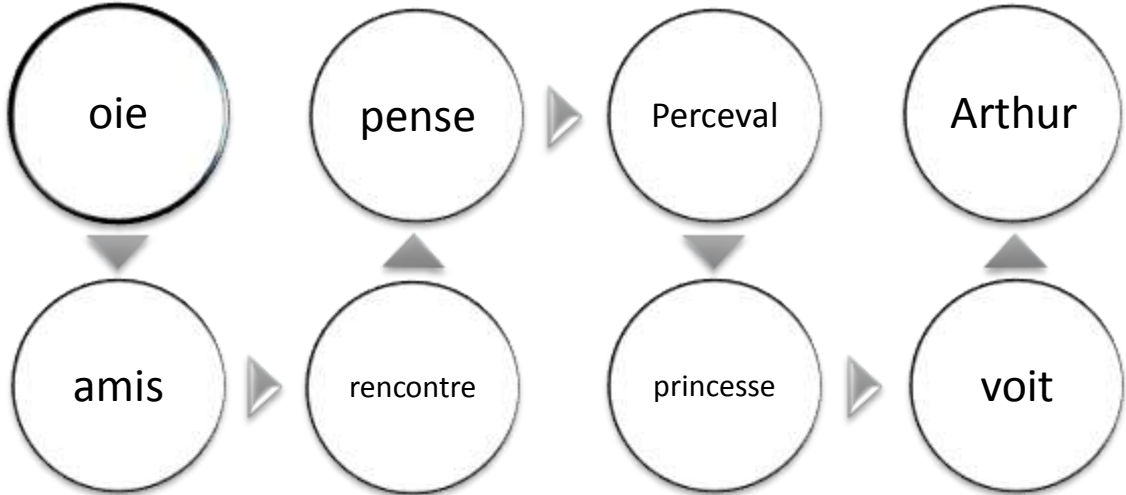 oie
amis
rencontre
pense
Perceval
princesse
voit
Arthur